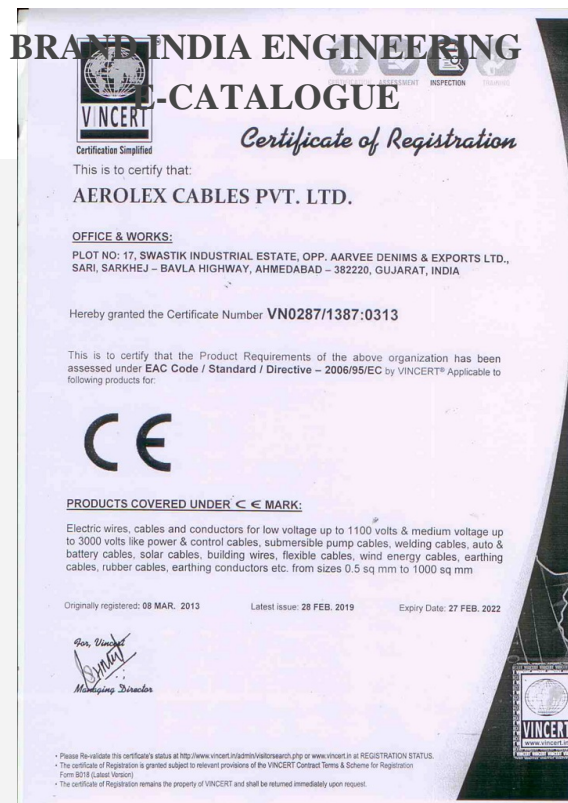 BRAND INDIA ENGINEERING
E-CATALOGUE
ASSESSMENT INSPECTION
VINCERT
Certification Simplified
Certificate of Registration
This is to certify that:
AEROLEX CABLES PVT. LTD.
OFFICE & WORKS:
PLOT NO: 17, SWASTIK INDUSTRIAL ESTATE, OPP. AARVEE DENIMS & EXPORTS LTD.,
SARI, SARKHEJ – BAVLA HIGHWAY, AHMEDABAD – 382220, GUJARAT, INDIA
Hereby granted the Certificate Number VN0287/1387:0313
This is to certify that the Product Requirements of the above organization has been
assessed under EAC Code / Standard / Directive – 2006/95/EC by VINCERT® Applicable to
following products for:
CE
PRODUCTS COVERED UNDER CE MARK:
Electric wires, cables and conductors for low voltage up to 1100 volts & medium voltage up
to 3000 volts like power & control cables, submersible pump cables, welding cables, auto &
battery cables, solar cables, building wires, flexible cables, wind energy cables, earthing
cables, rubber cables, earthing conductors etc. from sizes 0.5 sq mm to 1000 sq mm
Originally registered: 08 MAR. 2013 Latest issue: 28 FEB. 2019 Expiry Date: 27 FEB. 2022
For, Vincert
Managing Director
VINCERT
www.vincert.in
• Please Re-validate this certificate's status at http://www.vincert.in/admin/visitorsearch.php or www.vincert.in at REGISTRATION STATUS.
• The certificate of Registration is granted subject to relevant provisions of the VINCERT Contract Terms & Scheme for Registration
Form B018 (Latest Version)
• The certificate of Registration remains the property of VINCERT and shall be returned immediately upon request.